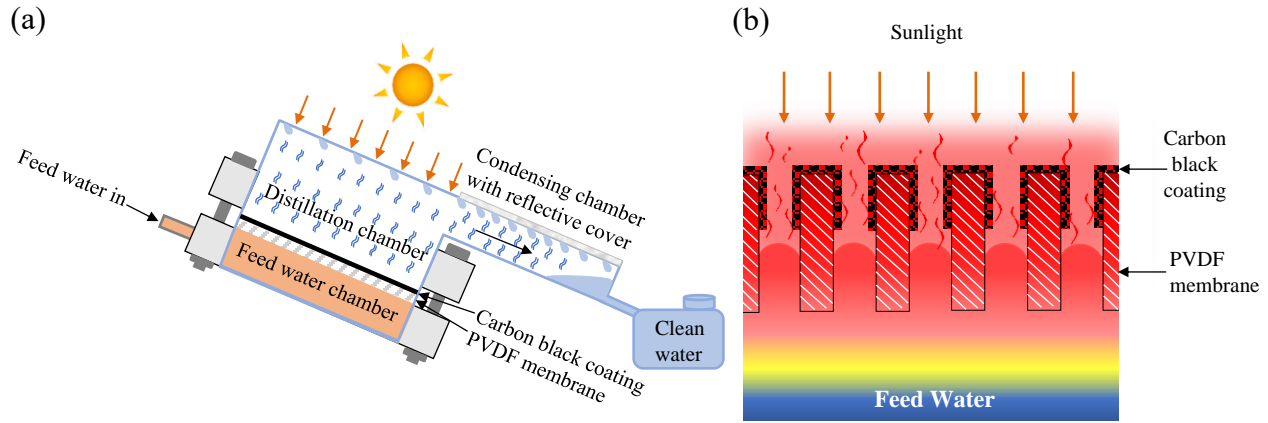 (a)
Feed water in
Distillation chamber
Feed water chamber
Condensing chamber
with reflective cover
Carbon black coating
PVDF membrane
Clean
water
(b)
Sunlight
Carbon
black
coating
PVDF
membrane
Feed Water